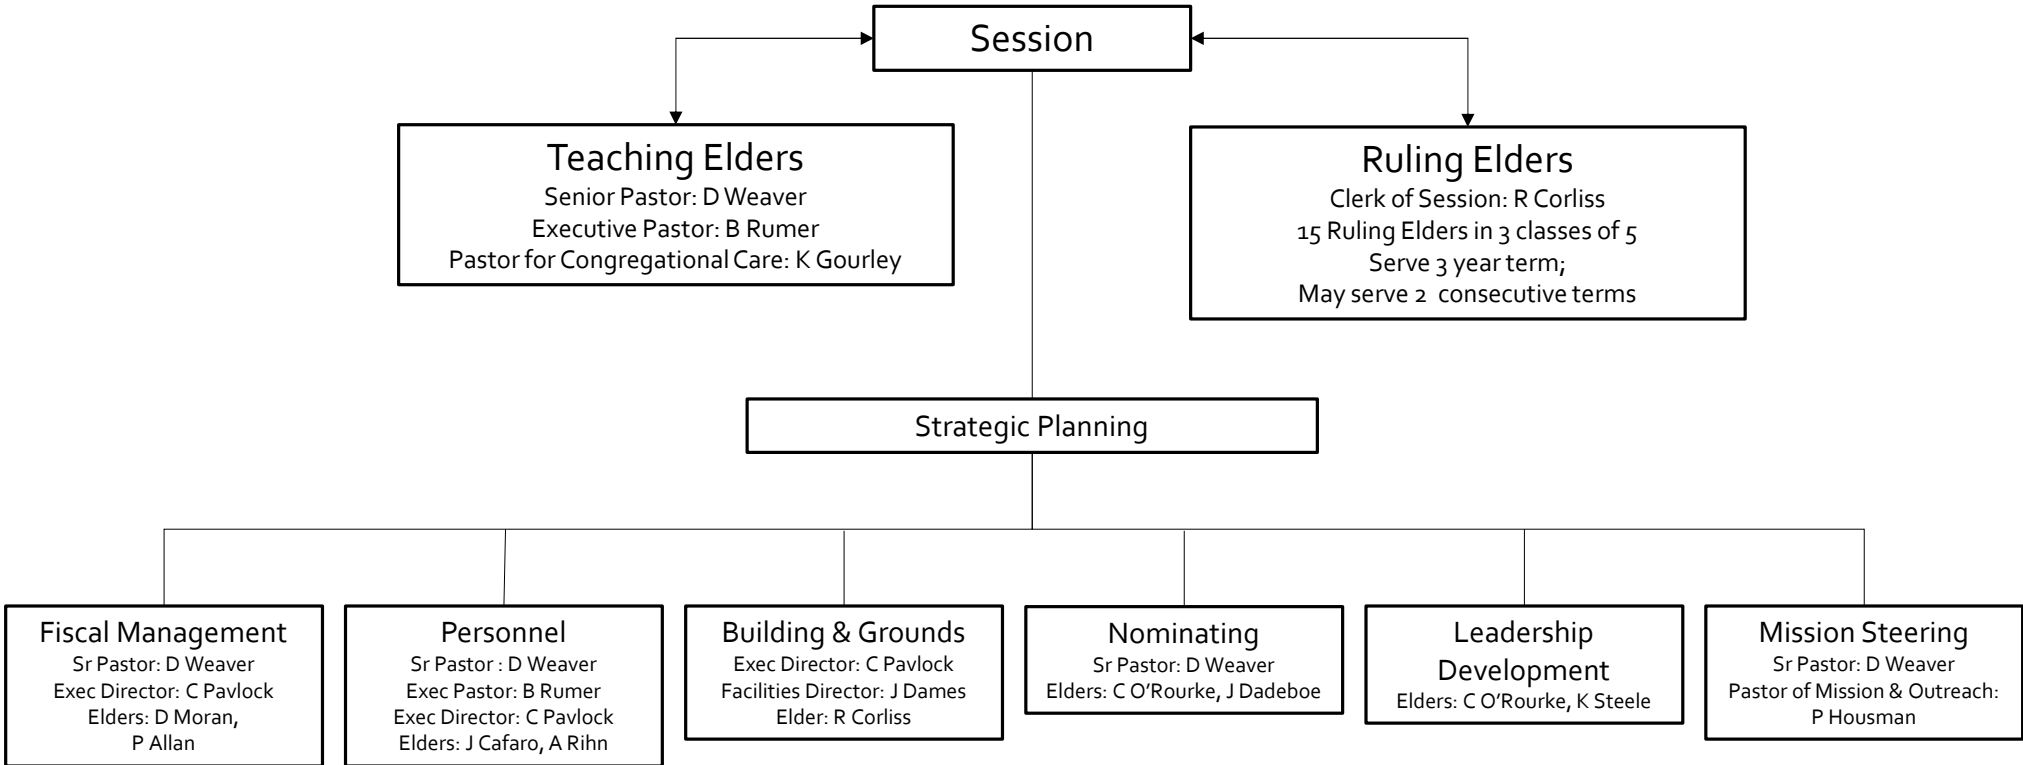 Session
Teaching Elders
Senior Pastor: D Weaver
Executive Pastor: B Rumer
Pastor for Congregational Care: K Gourley
Ruling Elders
Clerk of Session: R Corliss
15 Ruling Elders in 3 classes of 5
Serve 3 year term;
May serve 2 consecutive terms
Strategic Planning
Fiscal Management
Sr Pastor: D Weaver
Exec Director: C Pavlock
Elders: D Moran,
P Allan
Personnel
Sr Pastor : D Weaver
Exec Pastor: B Rumer
Exec Director: C Pavlock
Elders: J Cafaro, A Rihn
Building & Grounds
Exec Director: C Pavlock
Facilities Director: J Dames
Elder: R Corliss
Nominating
Sr Pastor: D Weaver
Elders: C O’Rourke, J Dadeboe
Leadership
Development
Elders: C O’Rourke, K Steele
Mission Steering
Sr Pastor: D Weaver
Pastor of Mission & Outreach:
P Housman